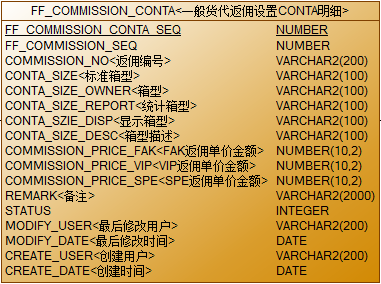 FF_COMMISSION_CONTA<一般货代返佣设置CONTA明细>
FF_COMMISSION_CONTA_SEQ NUMBER
FF_COMMISSION_SEQ NUMBER
COMMISSION_NO<返佣编号> VARCHAR2(200)
CONTA_SIZE<标准箱型> VARCHAR2(100)
CONTA_SIZE_OWNER<箱型> VARCHAR2(100)
CONTA_SIZE_REPORT<统计箱型> VARCHAR2(100)
CONTA_SZIE_DISP<显示箱型> VARCHAR2(100)
CONTA_SIZE_DESC<箱型描述> VARCHAR2(100)
COMMISSION_PRICE_FAK<FAK返佣单价金额> NUMBER(10,2)
COMMISSION_PRICE_VIP<VIP返佣单价金额> NUMBER(10,2)
COMMISSION_PRICE_SPE<SPE返佣单价金额> NUMBER(10,2)
REMARK<备注> VARCHAR2(2000)
STATUS INTEGER
MODIFY_USER<最后修改用户> VARCHAR2(200)
MODIFY_DATE<最后修改时间> DATE
CREATE_USER<创建用户> VARCHAR2(200)
CREATE_DATE<创建时间> DATE